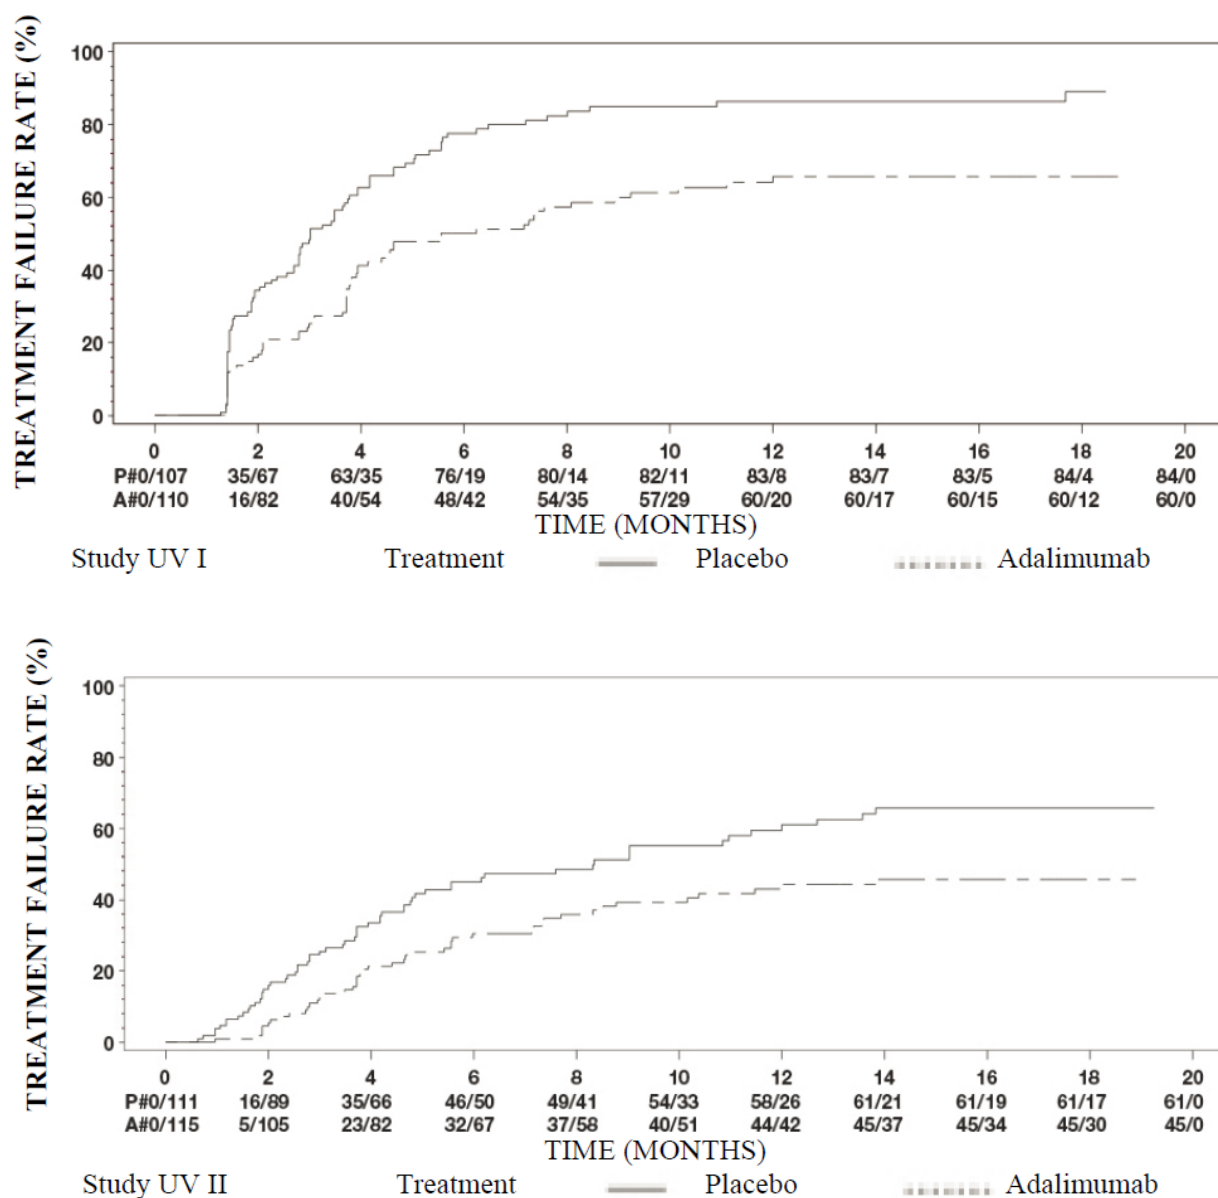 TREATMENT FAILURE RATE (%)
100
80
60
40
20
0
0 2 4 6 8 10 12 14 16 18 20
P#0/107 35/67 63/35 76/19 80/14 82/11 83/8 83/7 83/5 84/4 84/0
A#0/110 16/82 40/54 48/42 54/35 57/29 60/20 60/17 60/15 60/12 60/0
TIME (MONTHS)
Study UV I Treatment Placebo Adalimumab
TREATMENT FAILURE RATE (%)
100
80
60
40
20
0
0 2 4 6 8 10 12 14 16 18 20
P#0/111 16/89 35/66 46/50 49/41 54/33 58/26 61/21 61/19 61/17 61/0
A#0/115 5/105 23/82 32/67 37/58 40/51 44/42 45/37 45/34 45/30 45/0
TIME (MONTHS)
Study UV II Treatment Placebo Adalimumab